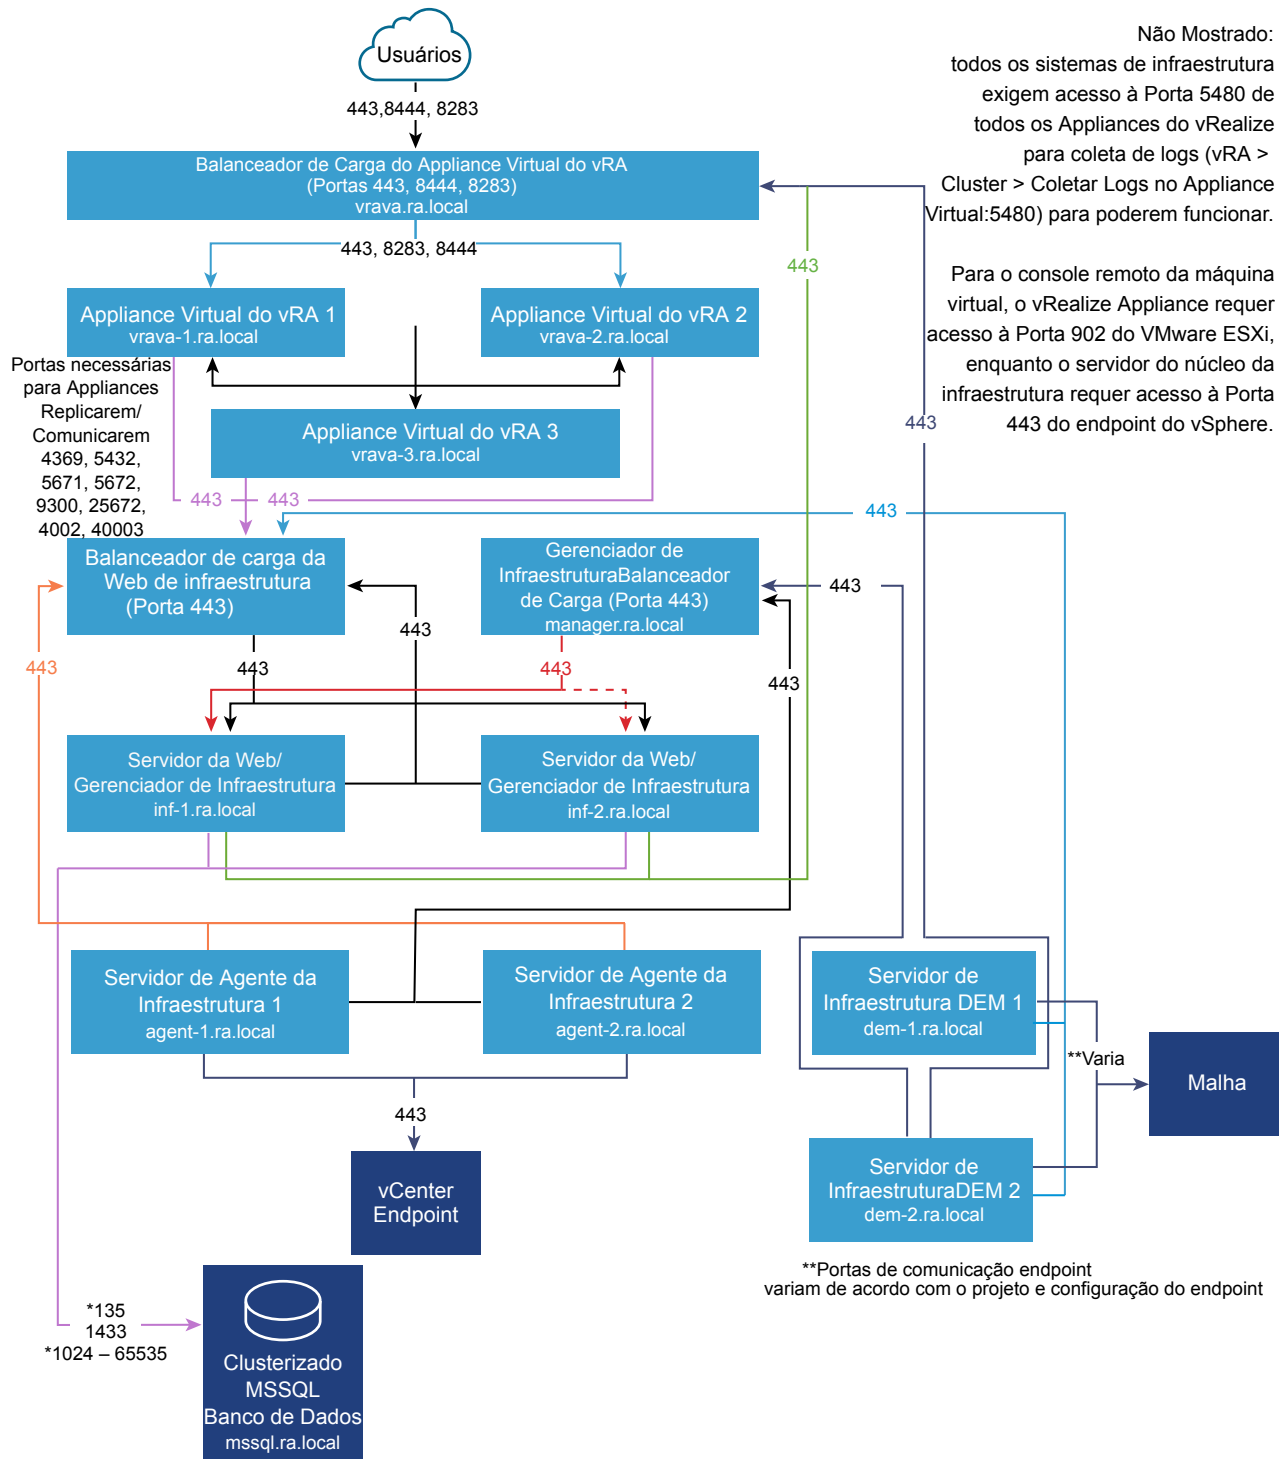 Usuários
443,8444, 8283
Balanceador de Carga do Appliance Virtual do vRA
(Portas 443, 8444, 8283)
vrava.ra.local
Não Mostrado:
todos os sistemas de infraestrutura
exigem acesso à Porta 5480 de
todos os Appliances do vRealize
para coleta de logs (vRA >
Cluster > Coletar Logs no Appliance
Virtual:5480) para poderem funcionar.
Para o console remoto da máquina
virtual, o vRealize Appliance requer
acesso à Porta 902 do VMware ESXi,
enquanto o servidor do núcleo da
infraestrutura requer acesso à Porta
443 do endpoint do vSphere.
443, 8283, 8444
443
443
Appliance Virtual do vRA 1
vrava-1.ra.local
Appliance Virtual do vRA 2
vrava-2.ra.local
Portas necessárias
para Appliances
Replicarem/
Comunicarem
4369, 5432,
5671, 5672,
9300, 25672,
4002, 40003
Appliance Virtual do vRA 3
vrava-3.ra.local
443
443
443
Balanceador de carga da
Web de infraestrutura
(Porta 443)
Gerenciador de
InfraestruturaBalanceador
de Carga (Porta 443)
manager.ra.local
443
443
443
443
443
443
Servidor da Web/
Gerenciador de Infraestrutura
inf-1.ra.local
Servidor da Web/
Gerenciador de Infraestrutura
inf-2.ra.local
Servidor de Agente da
Infraestrutura 1
agent-1.ra.local
Servidor de Agente da
Infraestrutura 2
agent-2.ra.local
Servidor de
Infraestrutura DEM 1
dem-1.ra.local
**Varia
Malha
443
vCenter
Endpoint
Servidor de
InfraestruturaDEM 2
dem-2.ra.local
**Portas de comunicação endpoint
variam de acordo com o projeto e configuração do endpoint
*135
1433
*1024 – 65535
Clusterizado
MSSQL
Banco de Dados
mssql.ra.local